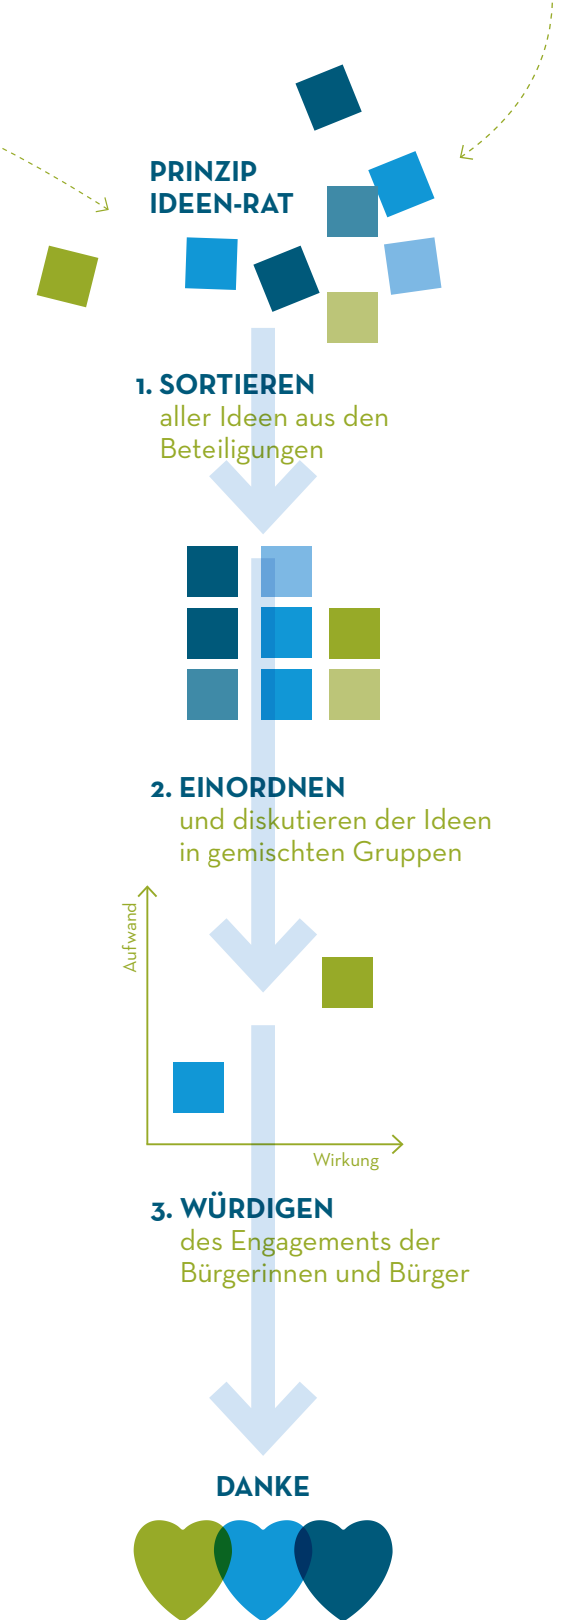 PRINZIP
IDEEN-RAT
1. SORTIEREN
aller Ideen aus den
Beteiligungen
2. EINORDNEN
und diskutieren der Ideen
in gemischten Gruppen
Aufwand
Wirkung
3. WÜRDIGEN
des Engagements der
Bürgerinnen und Bürger
DANKE